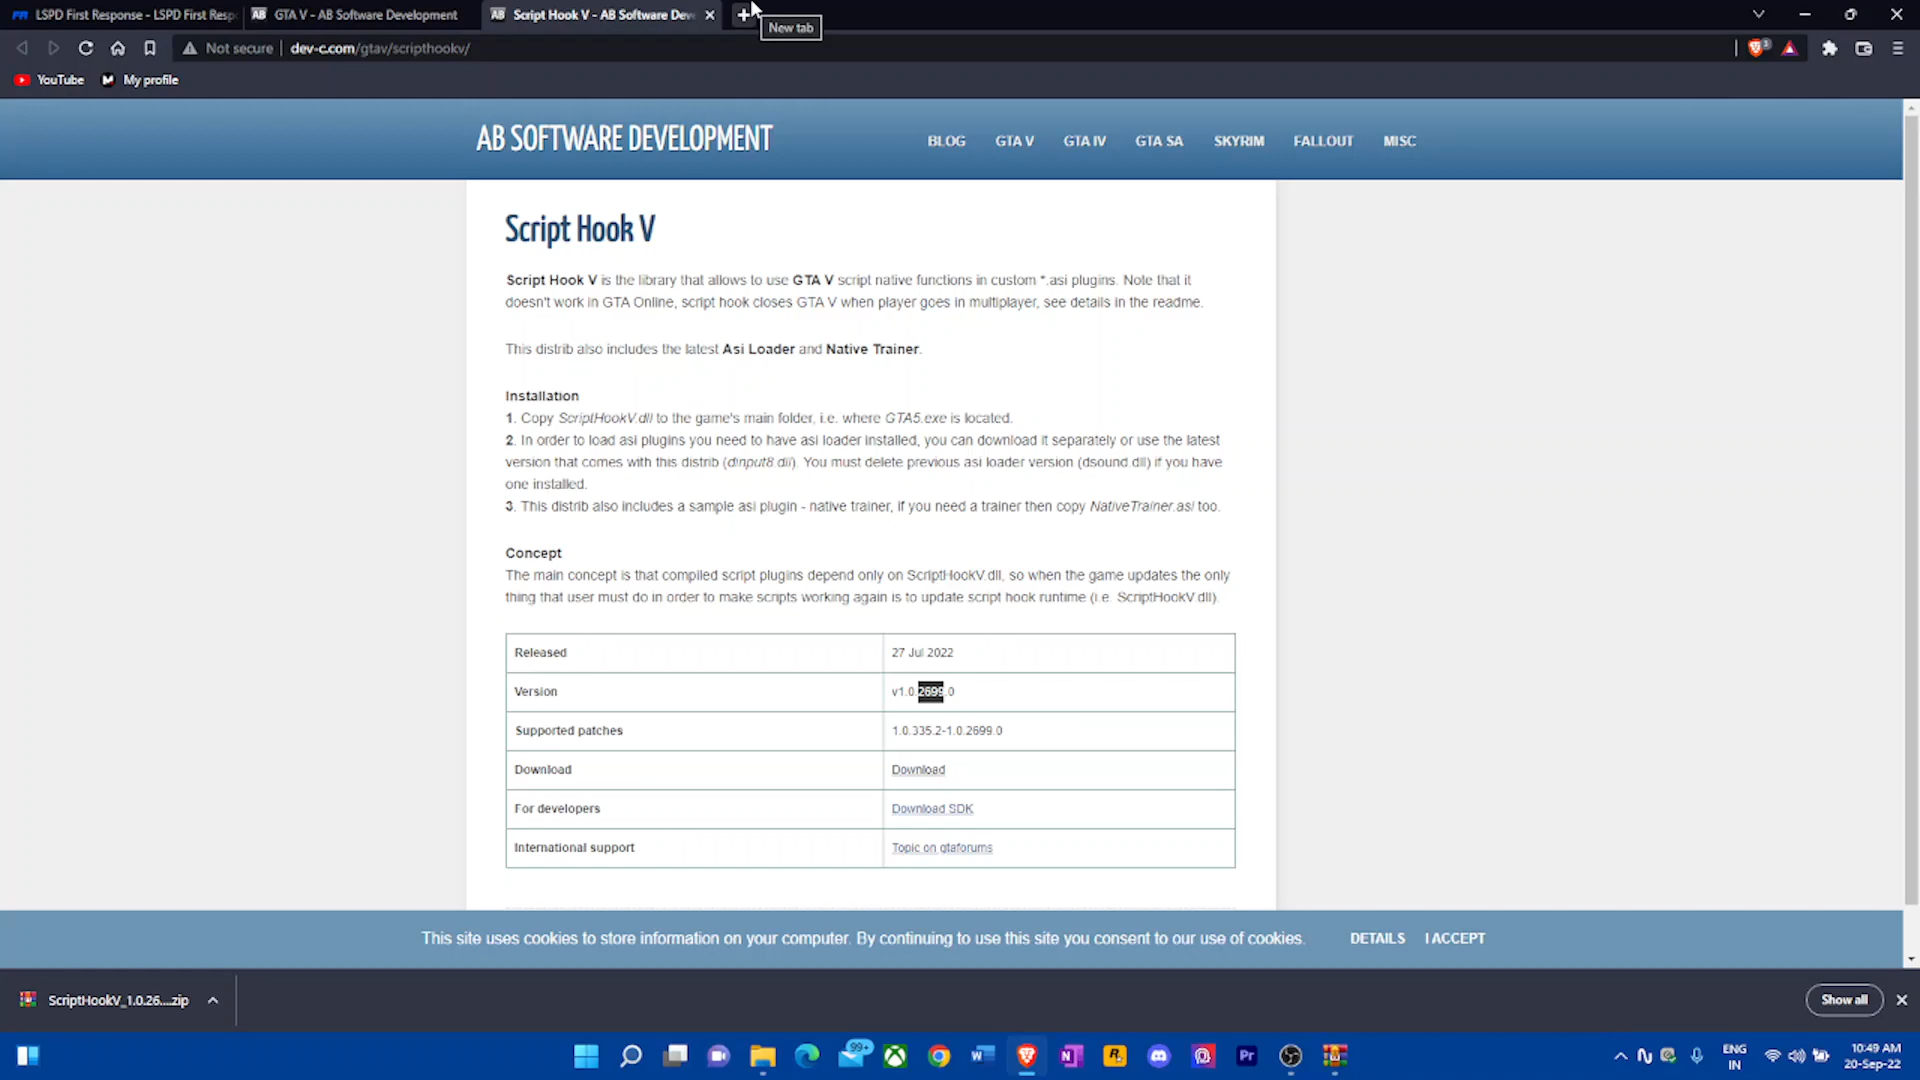 LSPD First Response - LSPD First Resp
GTA V - AB Software Development
Script Hook V - AB Software Dev
New tab
Not secure
dev-c.com/gtav/scripthookv/
3
YouTube
My profile
AB SOFTWARE DEVELOPMENT
BLOG
GTA V
GTA IV
GTA SA
SKYRIM
FALLOUT
MISC
Script Hook V
Script Hook V is the library that allows to use GTA V script native functions in custom *.asi plugins. Note that it
doesn't work in GTA Online, script hook closes GTA V when player goes in multiplayer, see details in the readme.
This distrib also includes the latest Asi Loader and Native Trainer.
Installation
1. Copy ScriptHookV.dll to the game's main folder, i.e. where GTA5.exe is located.
2. In order to load asi plugins you need to have asi loader installed, you can download it separately or use the latest
version that comes with this distrib (dinput8.dll). You must delete previous asi loader version (dsound.dll) if you have
one installed.
3. This distrib also includes a sample asi plugin - native trainer, if you need a trainer then copy NativeTrainer.asi too.
Concept
The main concept is that compiled script plugins depend only on ScriptHookV.dll, so when the game updates the only
thing that user must do in order to make scripts working again is to update script hook runtime (i.e. ScriptHookV.dll).
Released
27 Jul 2022
Version
v1.0.2699.0
Supported patches
1.0.335.2-1.0.2699.0
Download
Download
For developers
Download SDK
International support
Topic on gtaforums
This site uses cookies to store information on your computer. By continuing to use this site you consent to our use of cookies.
DETAILS
I ACCEPT
ScriptHookV_1.0.26....zip
Show all
99+
ENG
IN
10:49 AM
20-Sep-22